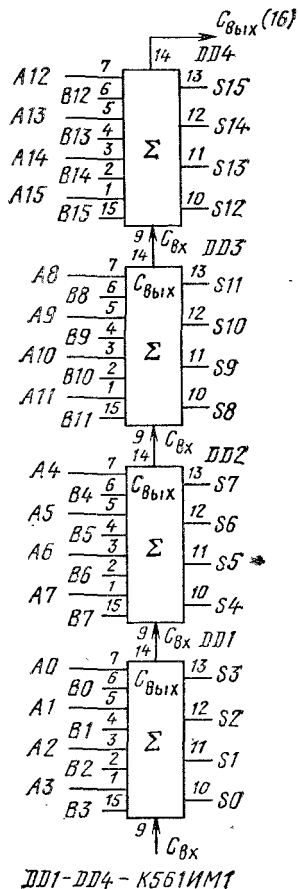 Cвых (16)
14 DD4
A12 7 13 S15
B12 6
A13 5 12 S14
B13 4 Σ
A14 3 11 S13
B14 2
A15 1 10 S12
B15 15
9 Cвх DD3
14
A8 7 Cвых 13 S11
B8 6
A9 5 12 S10
B9 4 Σ
A10 3 11 S9
B10 2
A11 1 10 S8
B11 15
9 Cвх DD2
14
A4 7 Cвых 13 S7
B4 6
A5 5 12 S6
B5 4 Σ
A6 3 11 S5
B6 2
A7 1 10 S4
B7 15
9 Cвх DD1
14
A0 7 Cвых 13 S3
B0 6
A1 5 12 S2
B1 4 Σ
A2 3 11 S1
B2 2
A3 1 10 S0
B3 15
9 Cвх
DD1-DD4-К561ИМ1